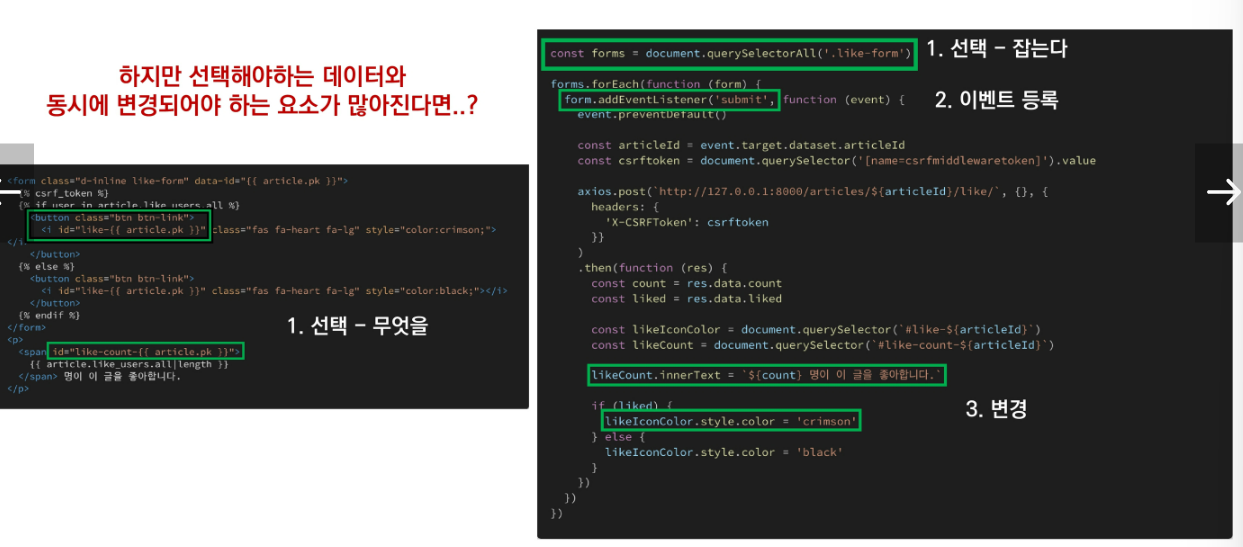 하지만 선택해야하는 데이터와
동시에 변경되어야 하는 요소가 많아진다면..?
<form class="d-inline like-form" data-id="{{ article.pk }}">
{% csrf_token %}
{% if user in article.like_users.all %}
<button class="btn btn-link">
<i id="like-{{ article.pk }}" class="fas fa-heart fa-lg" style="color:crimson;">
</i>
</button>
{% else %}
<button class="btn btn-link">
<i id="like-{{ article.pk }}" class="fas fa-heart fa-lg" style="color:black;"></i>
</button>
{% endif %}
</form>
1. 선택 – 무엇을
<p>
<span id="like-count-{{ article.pk }}">
{{ article.like_users.all|length }}
</span> 명이 이 글을 좋아합니다.
</p>
const forms = document.querySelectorAll('.like-form')
1. 선택 – 잡는다
forms.forEach(function (form) {
form.addEventListener('submit', function (event) {
2. 이벤트 등록
event.preventDefault()
const articleId = event.target.dataset.articleId
const csrftoken = document.querySelector('[name=csrfmiddlewaretoken]').value
axios.post(`http://127.0.0.1:8000/articles/${articleId}/like/`, {}, {
headers: {
'X-CSRFToken': csrftoken
}}
)
.then(function (res) {
const count = res.data.count
const liked = res.data.liked
const likeIconColor = document.querySelector(`#like-${articleId}`)
const likeCount = document.querySelector(`#like-count-${articleId}`)
likeCount.innerText = `${count} 명이 이 글을 좋아합니다.`
if (liked) {
3. 변경
likeIconColor.style.color = 'crimson'
} else {
likeIconColor.style.color = 'black'
}
})
})
})